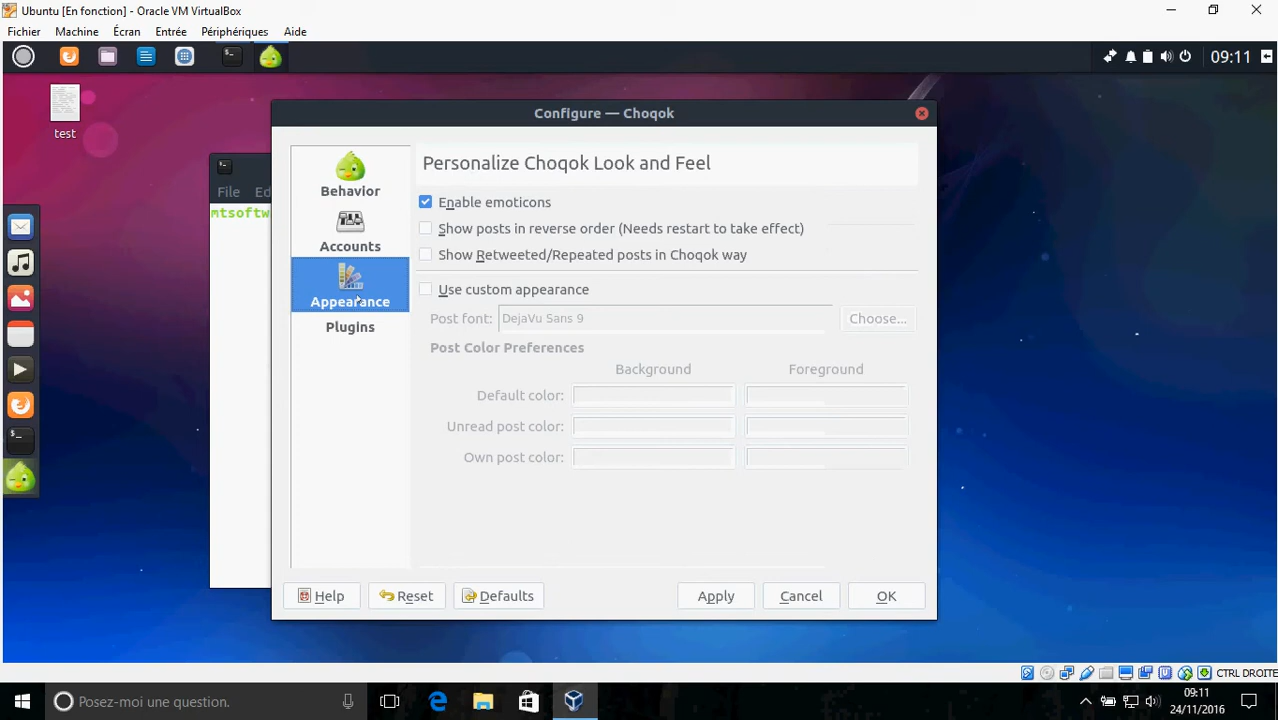 Ubuntu [En fonction] - Oracle VM VirtualBox
Fichier Machine Écran Entrée Périphériques Aide
09:11
test
Configure — Choqok
File Ed
mtsoftw
Behavior
Accounts
Appearance
Plugins
Personalize Choqok Look and Feel
Enable emoticons
Show posts in reverse order (Needs restart to take effect)
Show Retweeted/Repeated posts in Choqok way
Use custom appearance
Post font: DejaVu Sans 9 Choose...
Post Color Preferences
Background Foreground
Default color:
Unread post color:
Own post color:
Help Reset Defaults Apply Cancel OK
CTRL DROITE
Posez-moi une question.
09:11
24/11/2016